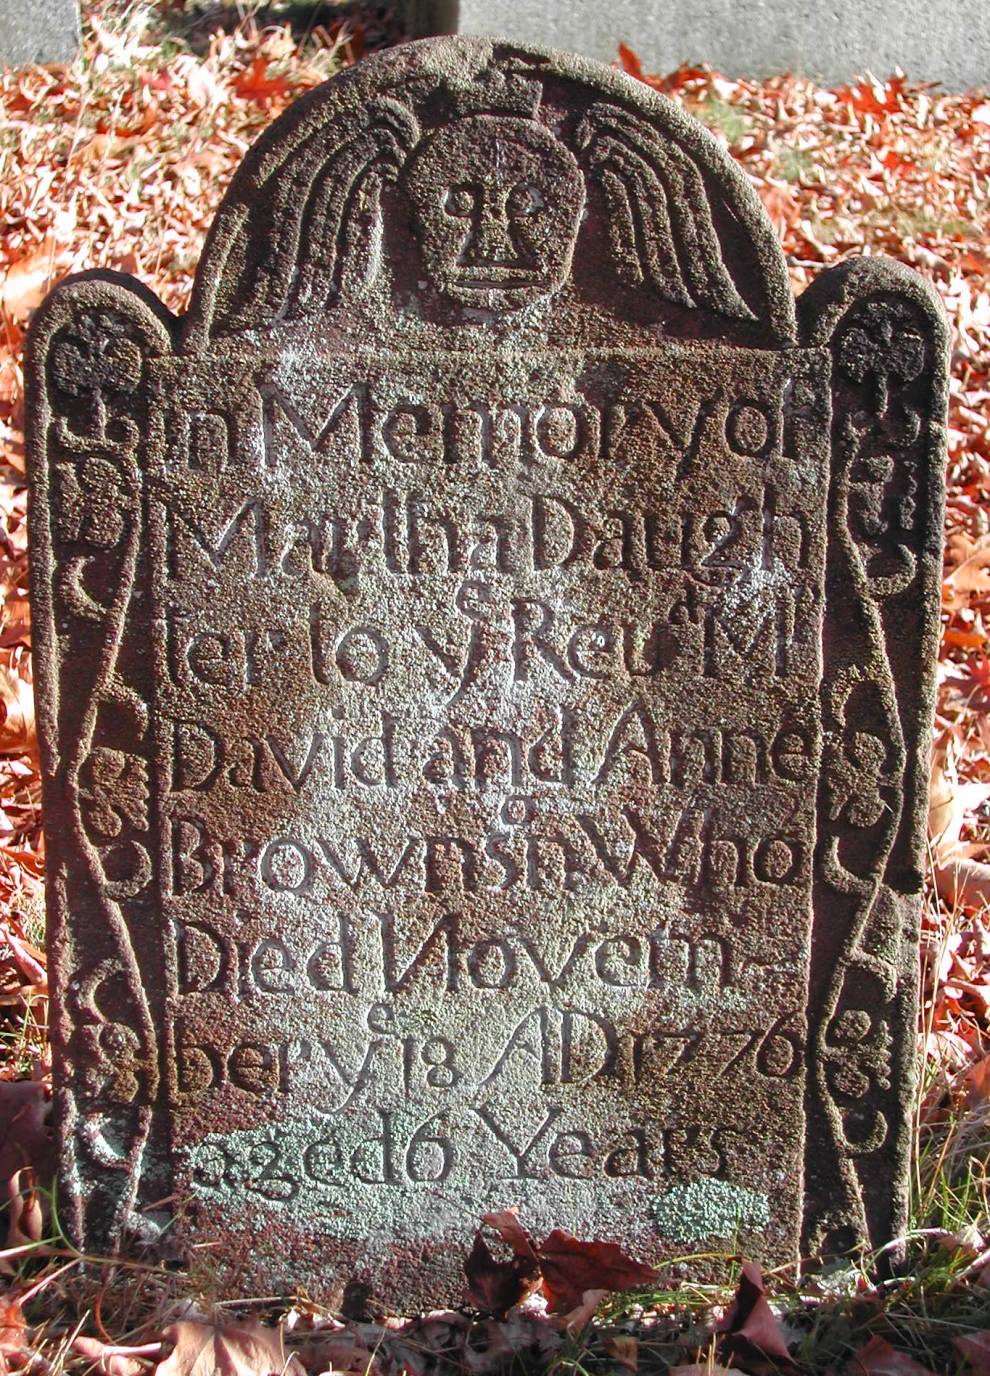 In Memory of
Martha Daugh
ter to yᵉ Revᵈ Mʳ
David and Anne
Brownsₒn Who
Died Novem-
ber yᵉ 18 AD 1776
aged 6 Years